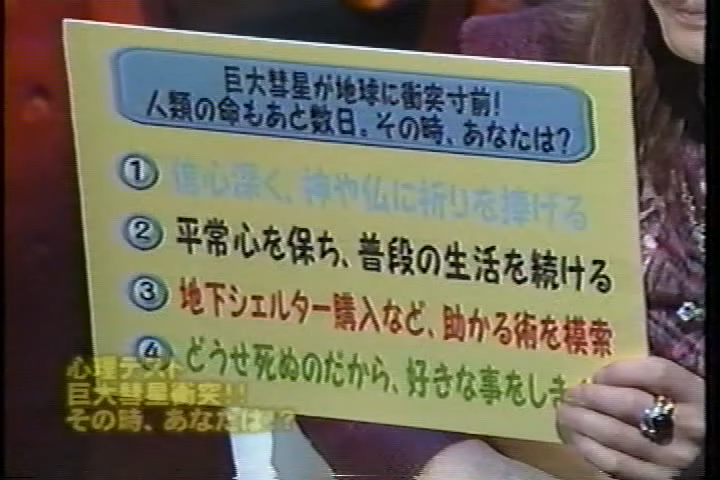 巨大彗星が地球に衝突寸前!
人類の命もあと数日。その時、あなたは?
① 信心深く、神や仏に祈りを捧げる
② 平常心を保ち、普段の生活を続ける
③ 地下シェルター購入など、助かる術を模索
④ どうせ死ぬのだから、好きな事をしま
心理テスト
巨大彗星衝突!!
その時、あなたは!?